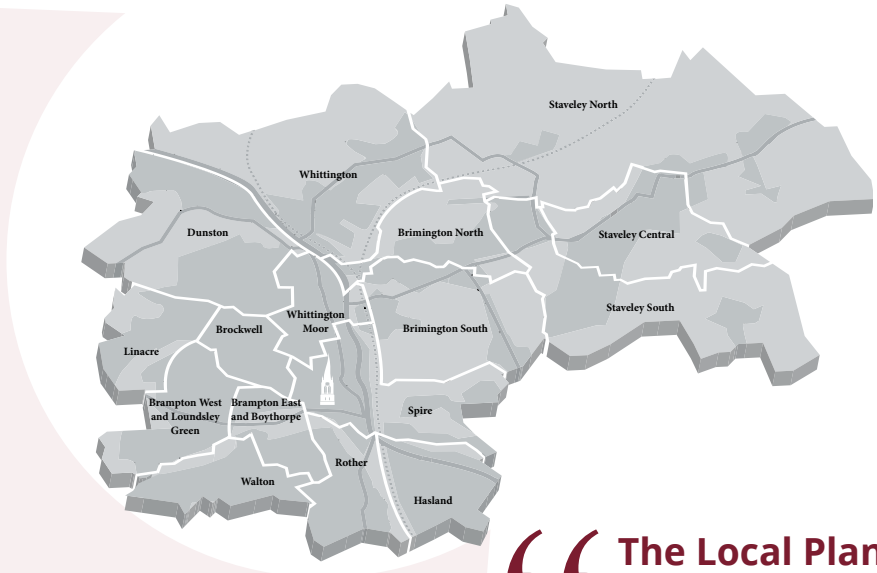 Staveley North
Whittington
Dunston
Brimington North
Staveley Central
Staveley South
Whittington
Moor
Brockwell
Brimington South
Linacre
Brampton West
and Loundsley
Green
Brampton East
and Boythorpe
Spire
Rother
Walton
Hasland
“ The Local Plan